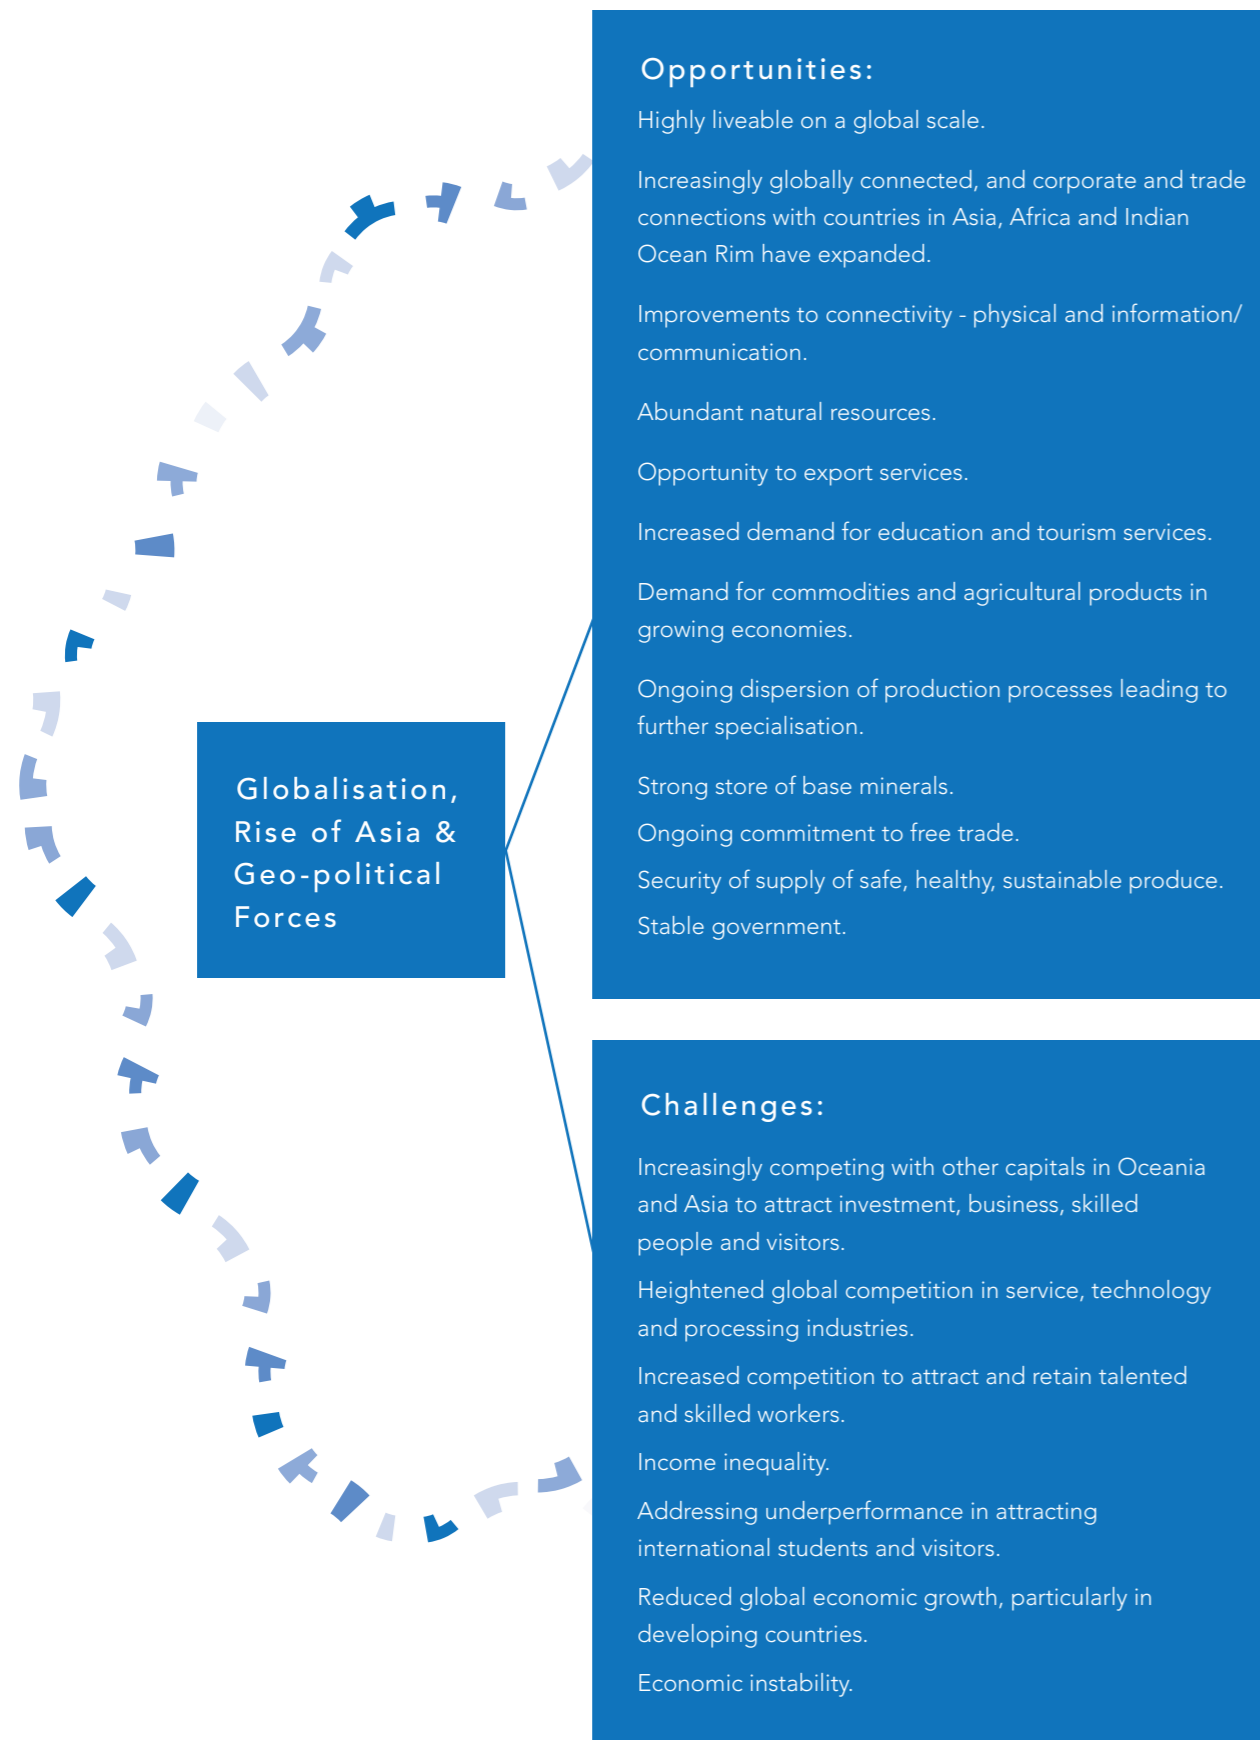 Opportunities:
Highly liveable on a global scale.
Increasingly globally connected, and corporate and trade
connections with countries in Asia, Africa and Indian
Ocean Rim have expanded.
Improvements to connectivity - physical and information/
communication.
Abundant natural resources.
Opportunity to export services.
Increased demand for education and tourism services.
Demand for commodities and agricultural products in
growing economies.
Ongoing dispersion of production processes leading to
further specialisation.
Strong store of base minerals.
Ongoing commitment to free trade.
Security of supply of safe, healthy, sustainable produce.
Stable government.
Globalisation,
Rise of Asia &
Geo-political
Forces
Challenges:
Increasingly competing with other capitals in Oceania
and Asia to attract investment, business, skilled
people and visitors.
Heightened global competition in service, technology
and processing industries.
Increased competition to attract and retain talented
and skilled workers.
Income inequality.
Addressing underperformance in attracting
international students and visitors.
Reduced global economic growth, particularly in
developing countries.
Economic instability.